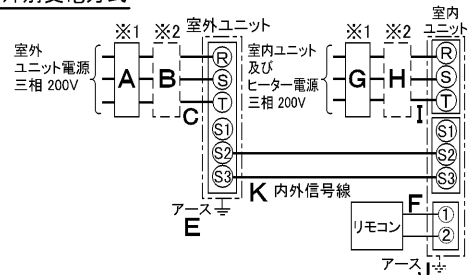 ※1
※2
室外ユニット
室外
ユニット電源
三相 200V
A
B
C
R
S
T
S1
S2
S3
アース
E
※1
※2
室内
ユニット
室内ユニット
及び
ヒーター電源
三相 200V
G
H
I
R
S
T
S1
S2
S3
K 内外信号線
F
リモコン
①
②
アース
J